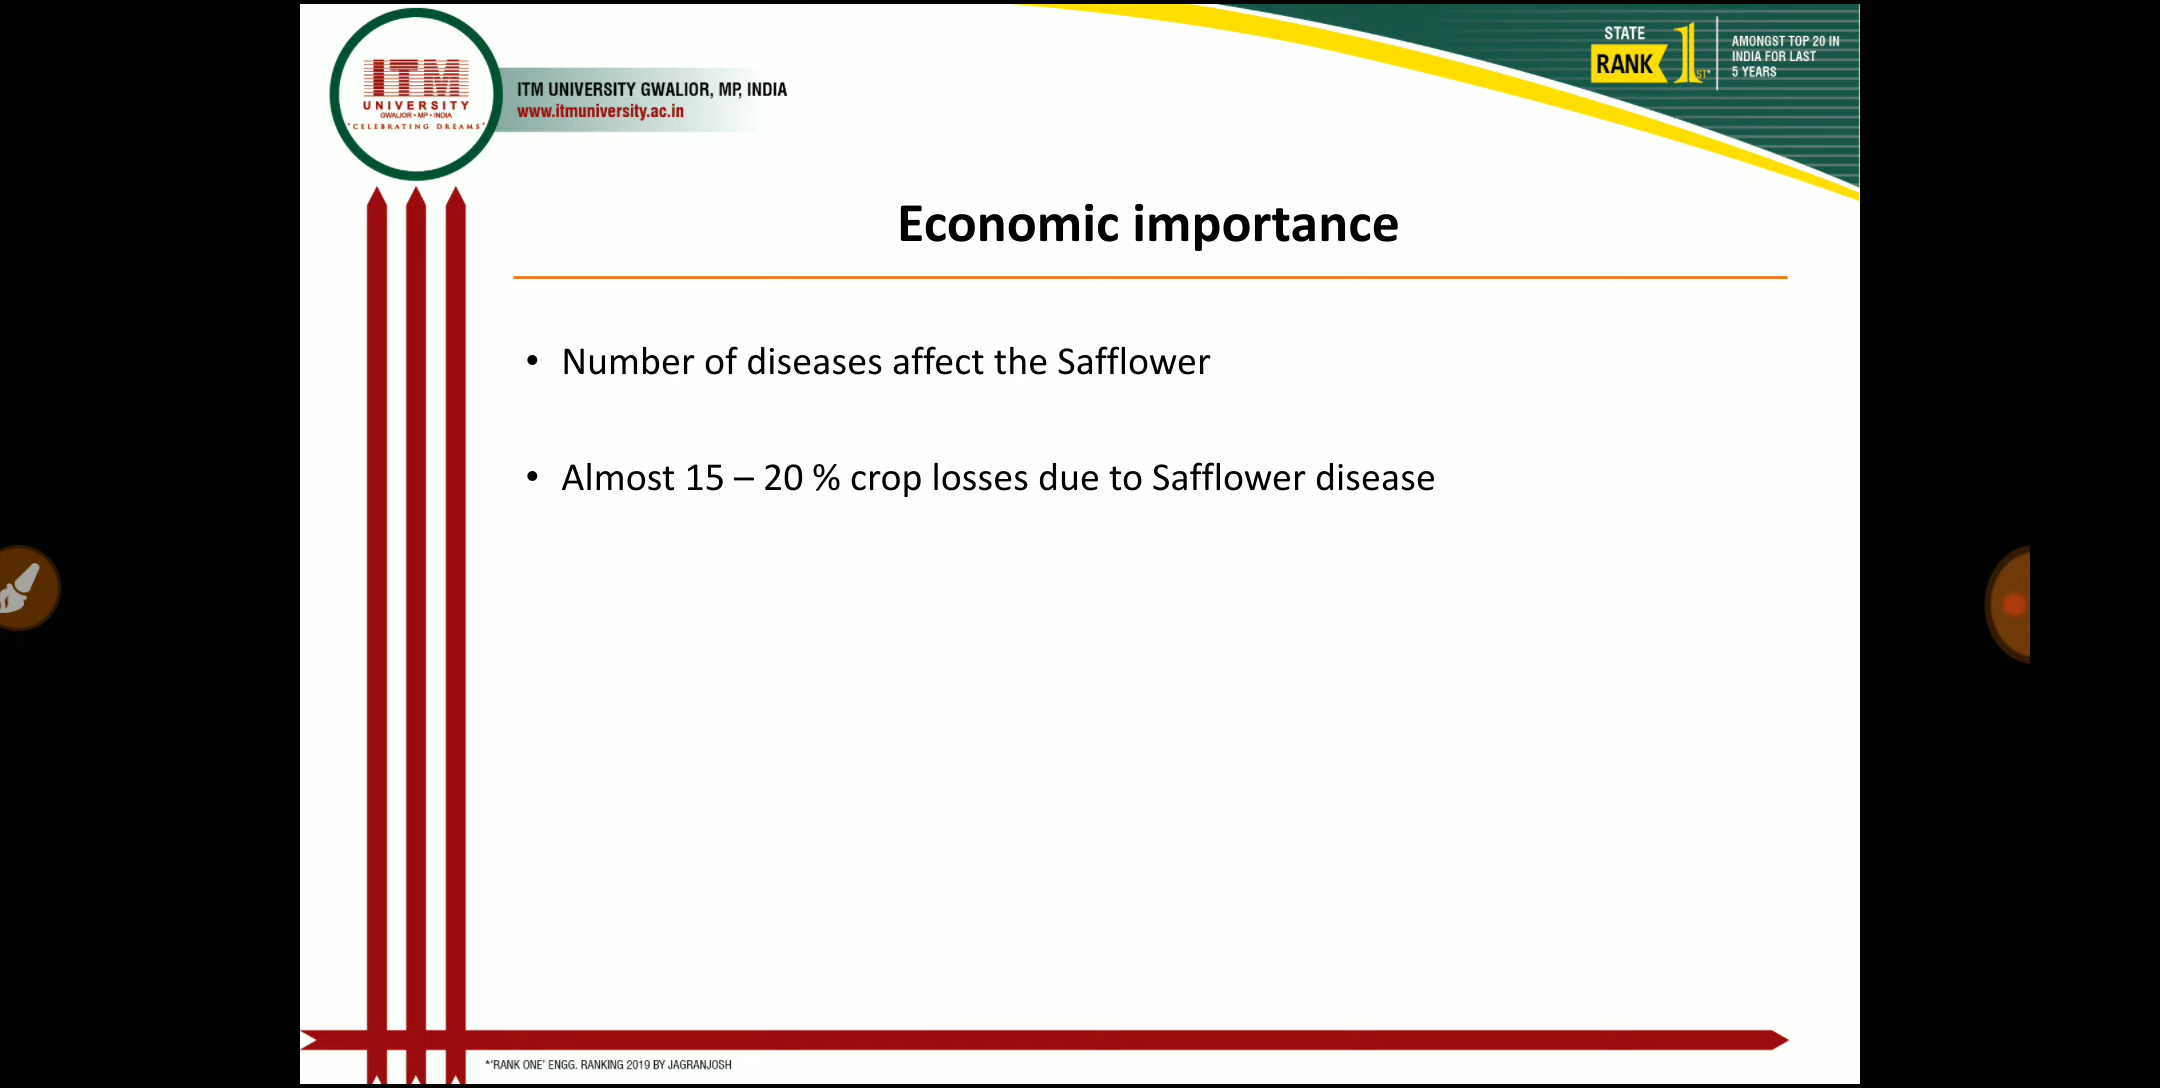 ITM
UNIVERSITY
GWALIOR • MP • INDIA
"CELEBRATING DREAMS"
ITM UNIVERSITY GWALIOR, MP, INDIA
www.itmuniversity.ac.in
STATE
RANK 1ST*
AMONGST TOP 20 IN
INDIA FOR LAST
5 YEARS
Economic importance
• Number of diseases affect the Safflower
• Almost 15 – 20 % crop losses due to Safflower disease
*'RANK ONE' ENGG. RANKING 2019 BY JAGRANJOSH